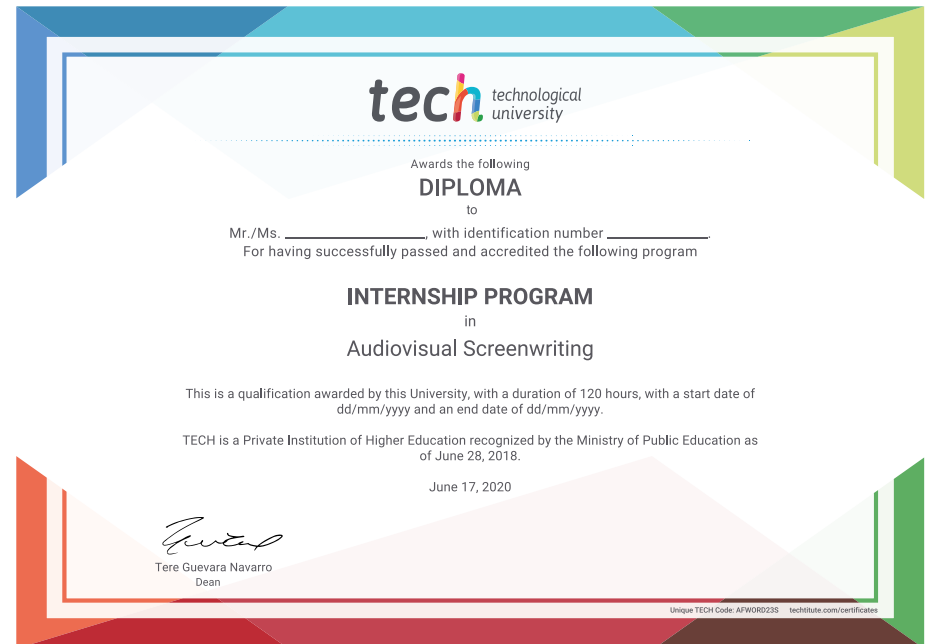 tech technological
university
Awards the following
DIPLOMA
to
Mr./Ms. ____________________, with identification number ______________.
For having successfully passed and accredited the following program
INTERNSHIP PROGRAM
in
Audiovisual Screenwriting
This is a qualification awarded by this University, with a duration of 120 hours, with a start date of
dd/mm/yyyy and an end date of dd/mm/yyyy.
TECH is a Private Institution of Higher Education recognized by the Ministry of Public Education as
of June 28, 2018.
June 17, 2020
Tere Guevara Navarro
Dean
Unique TECH Code: AFWORD23S techtitute.com/certificates